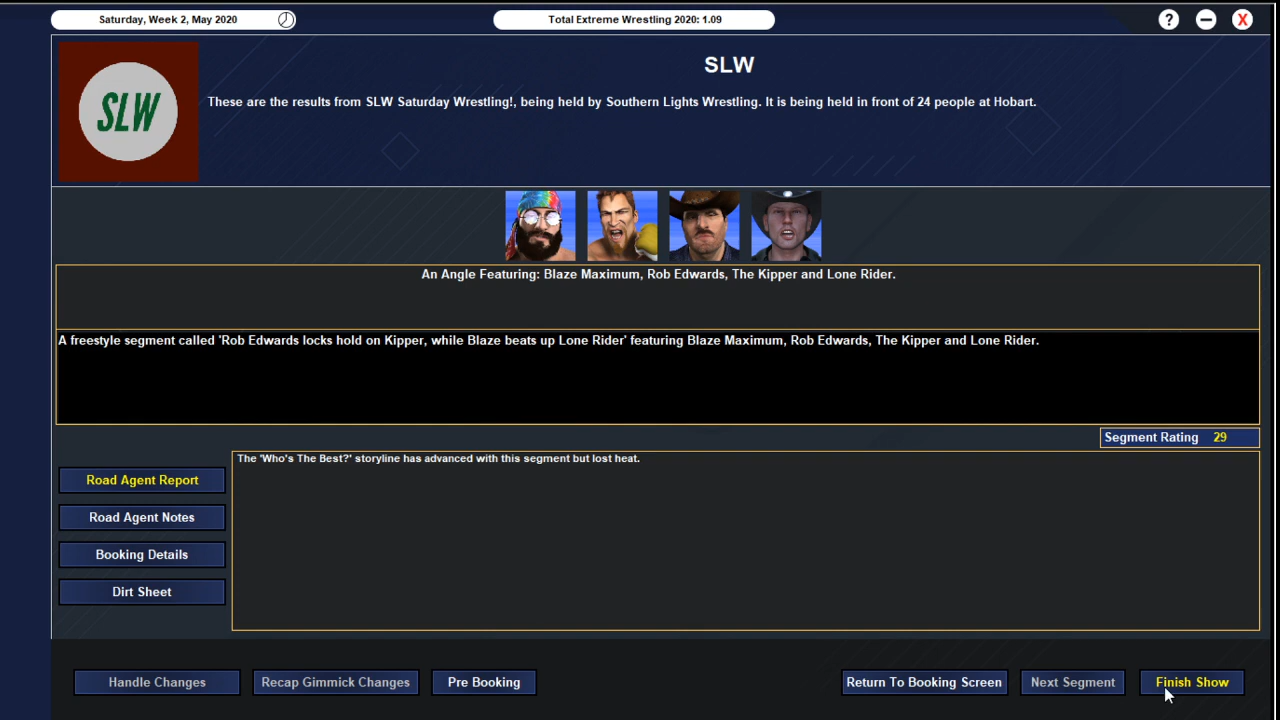 Saturday, Week 2, May 2020
Total Extreme Wrestling 2020: 1.09
?
X
SLW
SLW
These are the results from SLW Saturday Wrestling!, being held by Southern Lights Wrestling. It is being held in front of 24 people at Hobart.
An Angle Featuring: Blaze Maximum, Rob Edwards, The Kipper and Lone Rider.
A freestyle segment called 'Rob Edwards locks hold on Kipper, while Blaze beats up Lone Rider' featuring Blaze Maximum, Rob Edwards, The Kipper and Lone Rider.
Segment Rating 29
The 'Who's The Best?' storyline has advanced with this segment but lost heat.
Road Agent Report
Road Agent Notes
Booking Details
Dirt Sheet
Handle Changes
Recap Gimmick Changes
Pre Booking
Return To Booking Screen
Next Segment
Finish Show